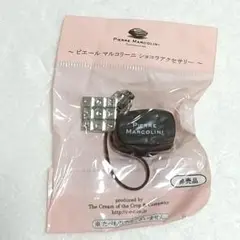 PIERRE MARCOLINI
～ ピエール マルコリーニ ショコラアクセサリー ～
PIERRE
MARCOLINI
非売品
produced by
The Cream of the Crop & Company